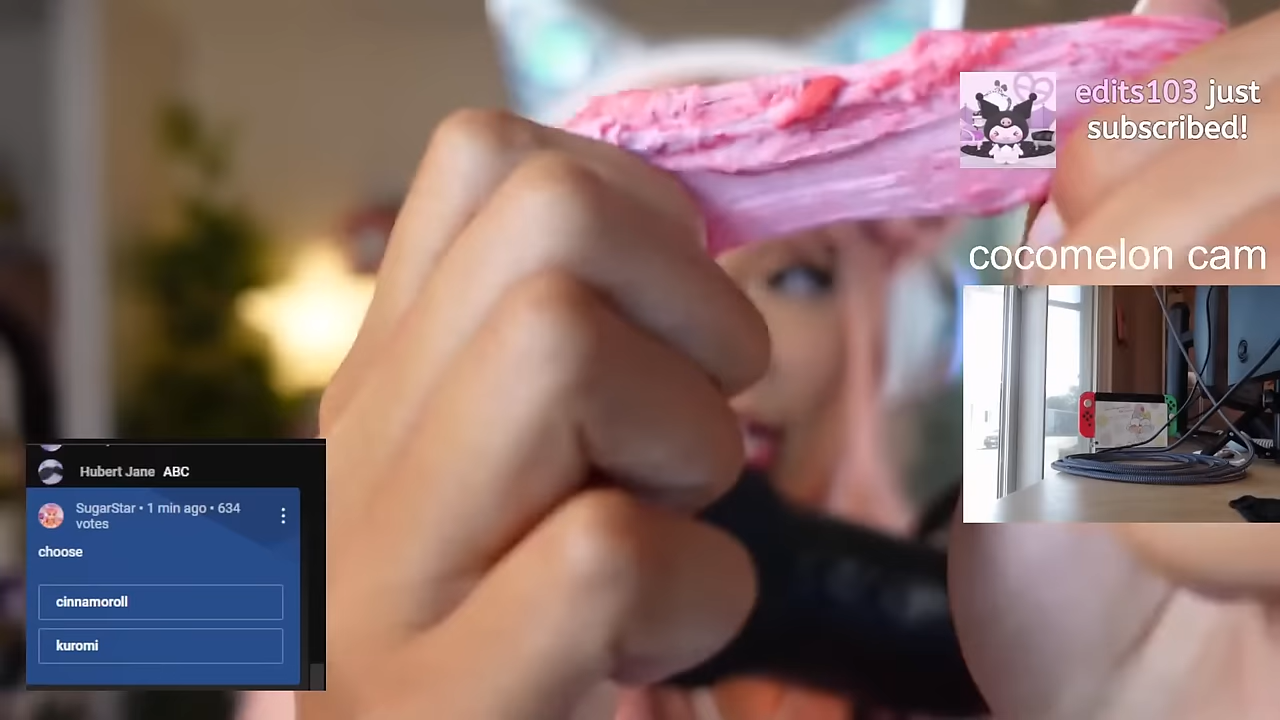 edits103 just
subscribed!
cocomelon cam
Hubert Jane ABC
SugarStar • 1 min ago • 634
votes
choose
cinnamoroll
kuromi